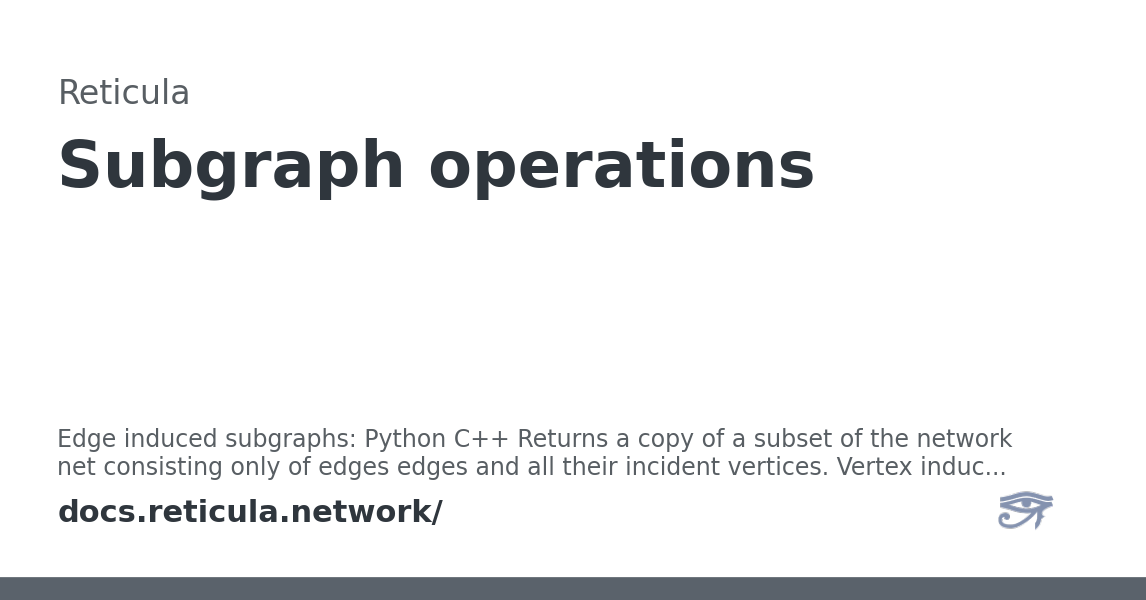 Reticula
Subgraph operations
Edge induced subgraphs: Python C++ Returns a copy of a subset of the network
net consisting only of edges edges and all their incident vertices. Vertex induc...
docs.reticula.network/